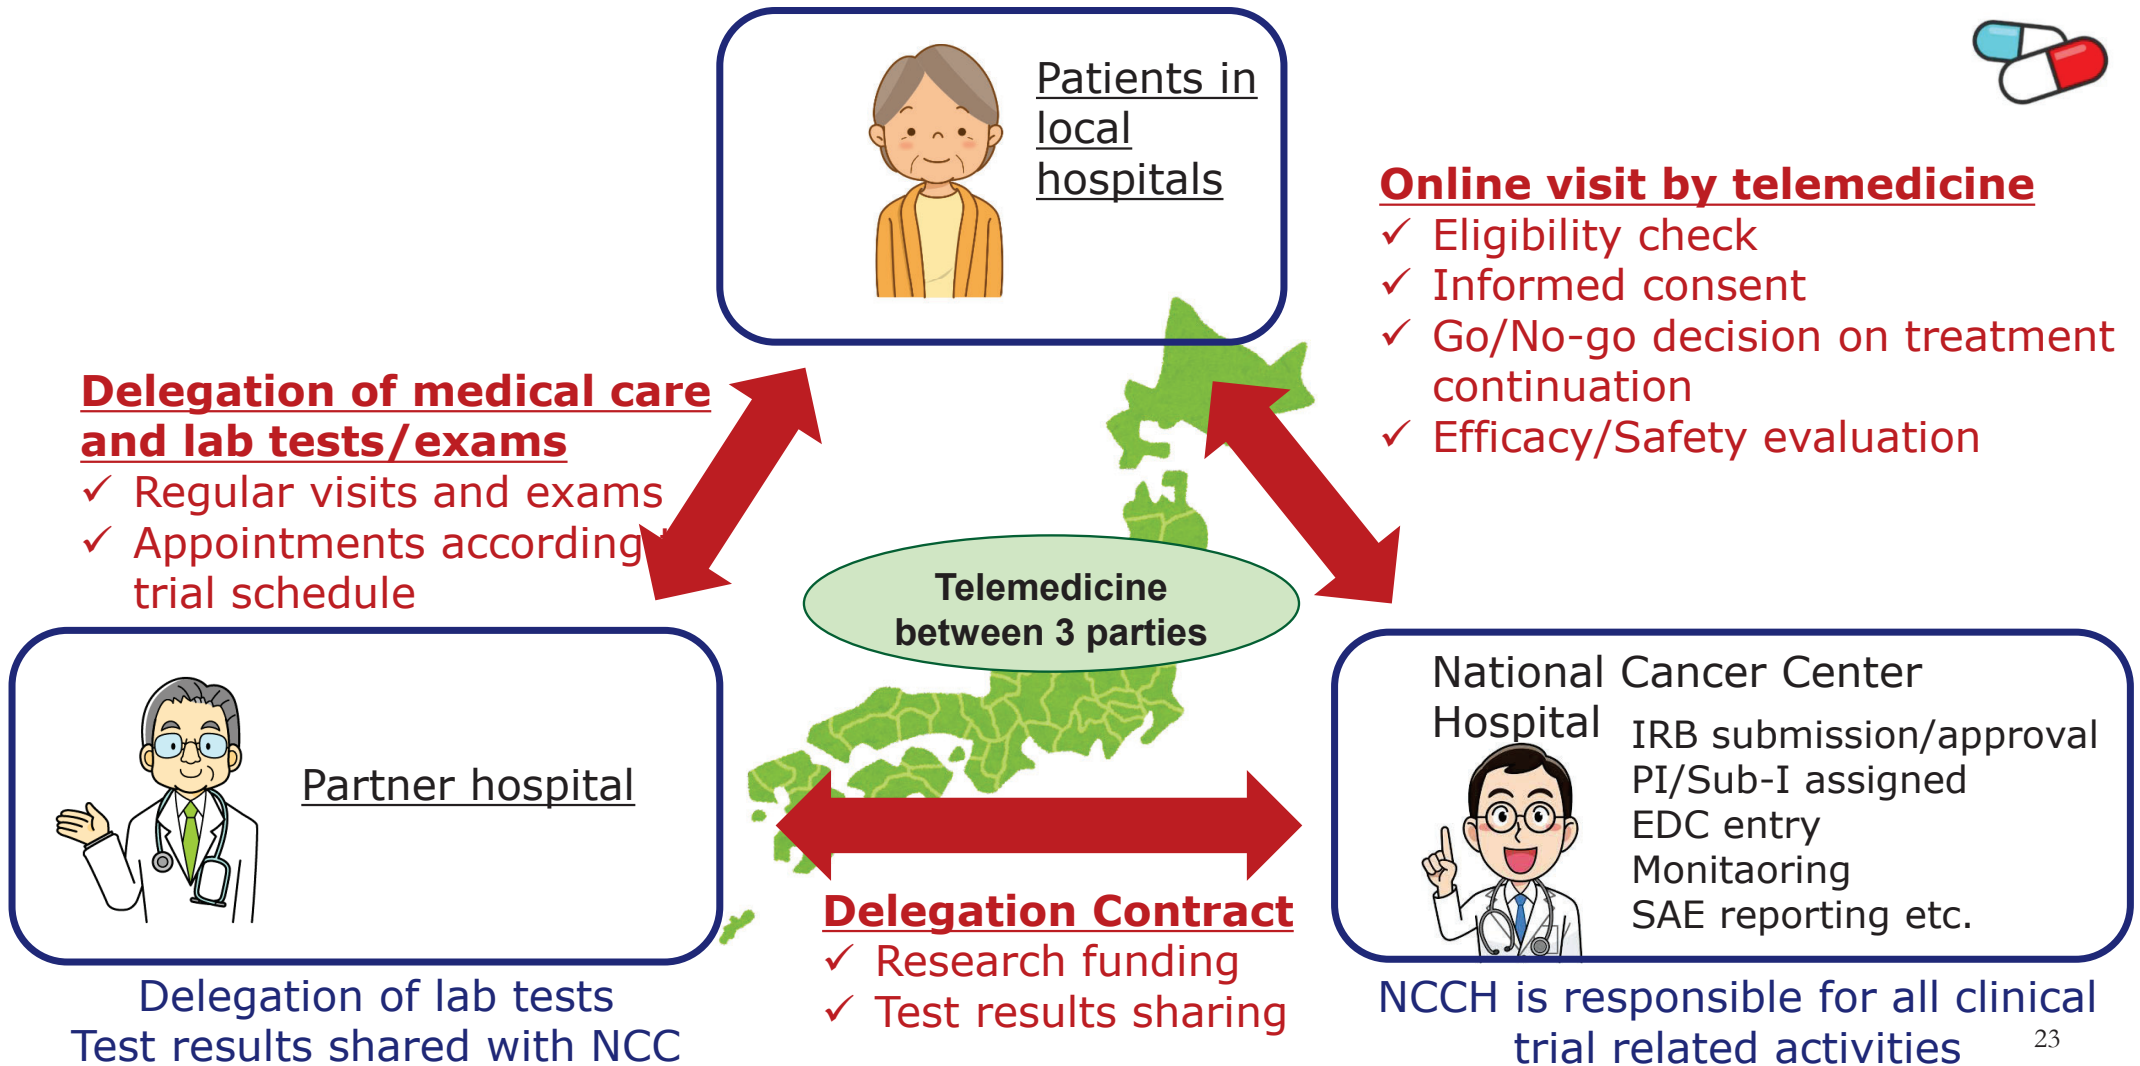 Patients in
local
hospitals
Online visit by telemedicine
✓ Eligibility check
✓ Informed consent
✓ Go/No-go decision on treatment
continuation
✓ Efficacy/Safety evaluation
Delegation of medical care
and lab tests/exams
✓ Regular visits and exams
✓ Appointments according
trial schedule
Telemedicine
between 3 parties
Partner hospital
National Cancer Center
Hospital
IRB submission/approval
PI/Sub-I assigned
EDC entry
Monitaoring
SAE reporting etc.
Delegation Contract
✓ Research funding
✓ Test results sharing
Delegation of lab tests
Test results shared with NCC
NCCH is responsible for all clinical
trial related activities
23